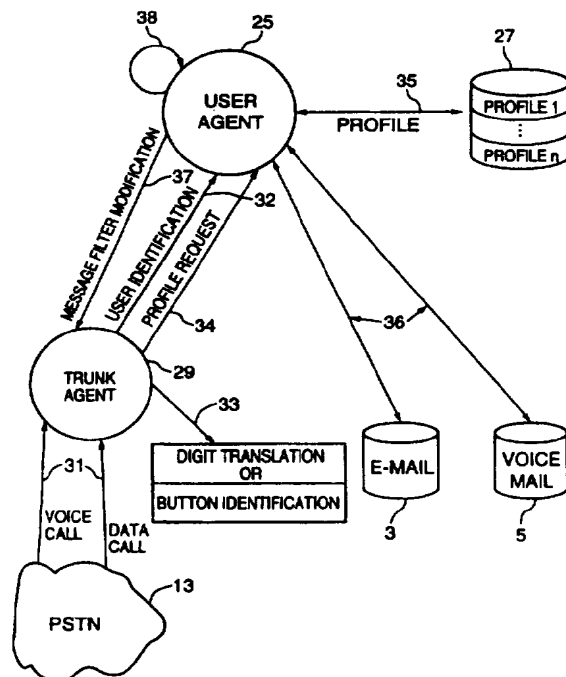 38
25
27
USER
AGENT
35
PROFILE
PROFILE 1
⋮
PROFILE n
MESSAGE FILTER MODIFICATION
37
USER IDENTIFICATION
32
PROFILE REQUEST
34
36
TRUNK
AGENT
29
33
DIGIT TRANSLATION
OR
BUTTON IDENTIFICATION
E-MAIL
3
VOICE
MAIL
5
31
VOICE
CALL
DATA
CALL
13
PSTN